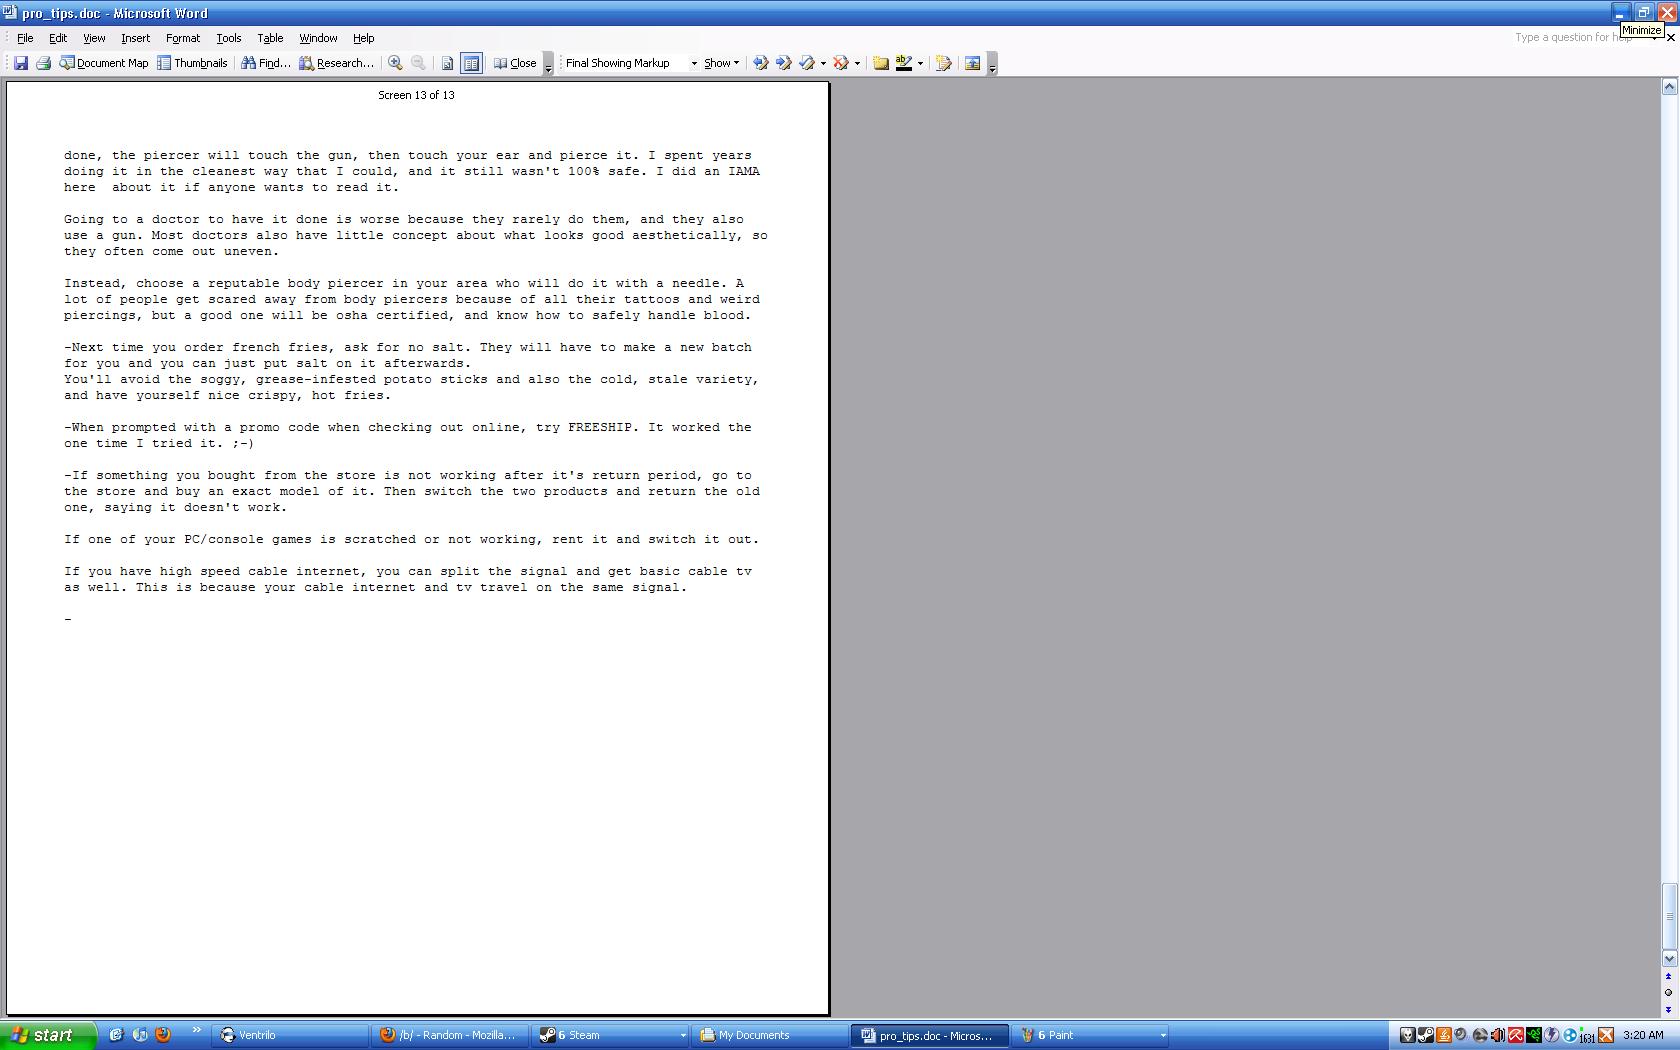 pro_tips.doc - Microsoft Word
Minimize
File Edit View Insert Format Tools Table Window Help
Type a question for help
Document Map Thumbnails Find... Research... Close Final Showing Markup Show
Screen 13 of 13
done, the piercer will touch the gun, then touch your ear and pierce it. I spent years
doing it in the cleanest way that I could, and it still wasn't 100% safe. I did an IAMA
here  about it if anyone wants to read it.
Going to a doctor to have it done is worse because they rarely do them, and they also
use a gun. Most doctors also have little concept about what looks good aesthetically, so
they often come out uneven.
Instead, choose a reputable body piercer in your area who will do it with a needle. A
lot of people get scared away from body piercers because of all their tattoos and weird
piercings, but a good one will be osha certified, and know how to safely handle blood.
-Next time you order french fries, ask for no salt. They will have to make a new batch
for you and you can just put salt on it afterwards.
You'll avoid the soggy, grease-infested potato sticks and also the cold, stale variety,
and have yourself nice crispy, hot fries.
-When prompted with a promo code when checking out online, try FREESHIP. It worked the
one time I tried it. ;-)
-If something you bought from the store is not working after it's return period, go to
the store and buy an exact model of it. Then switch the two products and return the old
one, saying it doesn't work.
If one of your PC/console games is scratched or not working, rent it and switch it out.
If you have high speed cable internet, you can split the signal and get basic cable tv
as well. This is because your cable internet and tv travel on the same signal.
-
start Ventrilo /b/ - Random - Mozilla... 6 Steam My Documents pro_tips.doc - Micros... 6 Paint 1631 3:20 AM